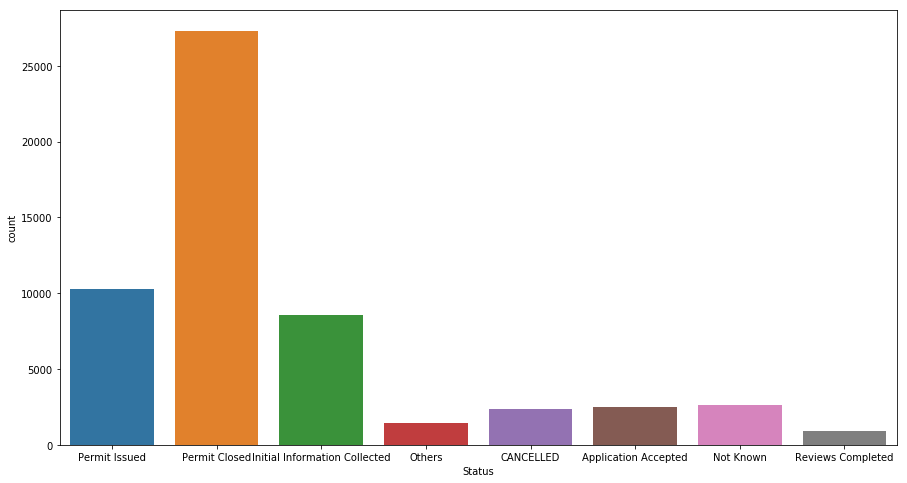 25000
20000
15000
10000
5000
0
count
Permit Issued
Permit Closed
Initial Information Collected
Others
CANCELLED
Application Accepted
Not Known
Reviews Completed
Status